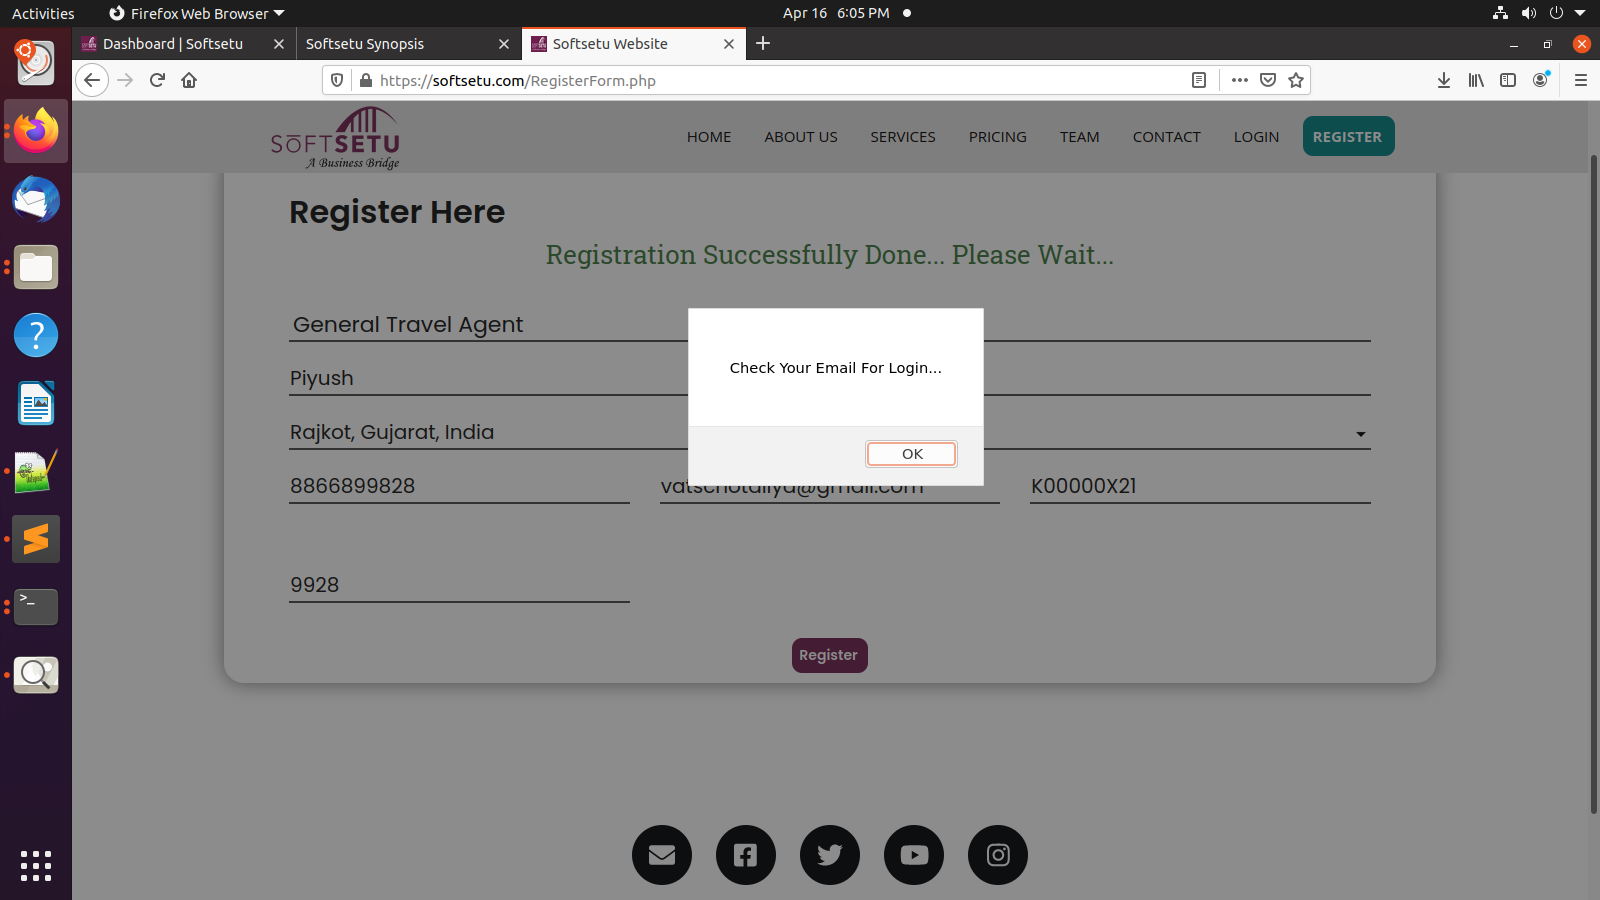 Activities Firefox Web Browser Apr 16 6:05 PM
Dashboard | Softsetu Softsetu Synopsis Softsetu Website
https://softsetu.com/RegisterForm.php
SOFTSETU
A Business Bridge
HOME ABOUT US SERVICES PRICING TEAM CONTACT LOGIN REGISTER
Register Here
Registration Successfully Done... Please Wait...
General Travel Agent
Piyush
Rajkot, Gujarat, India
Check Your Email For Login...
OK
8866899828 K00000X21
9928
Register